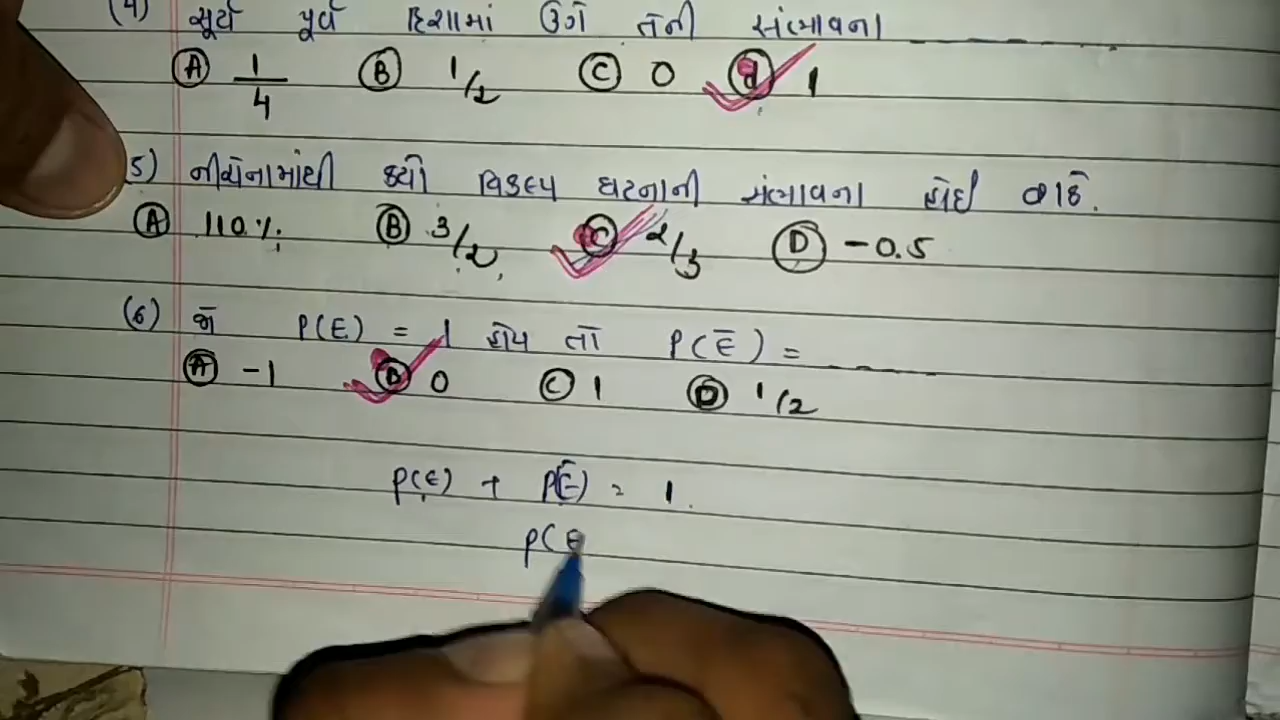 (4) સૂર્ય પૂર્વ દિશામાં ઉગે તેની સંભાવના _ _ _ _
(A) 1/4 (B) 1/2 (C) 0 (D) 1
(5) નીચેનામાંથી ક્યો વિકલ્પ ઘટનાની સંભાવના હોઈ શકે.
(A) 110%. (B) 3/2 (C) 2/3 (D) -0.5
(6) જો P(E) = 1 હોય તો P(Ē) = _ _ _ _
(A) -1 (B) 0 (C) 1 (D) 1/2
P(E) + P(Ē) = 1.
P(E